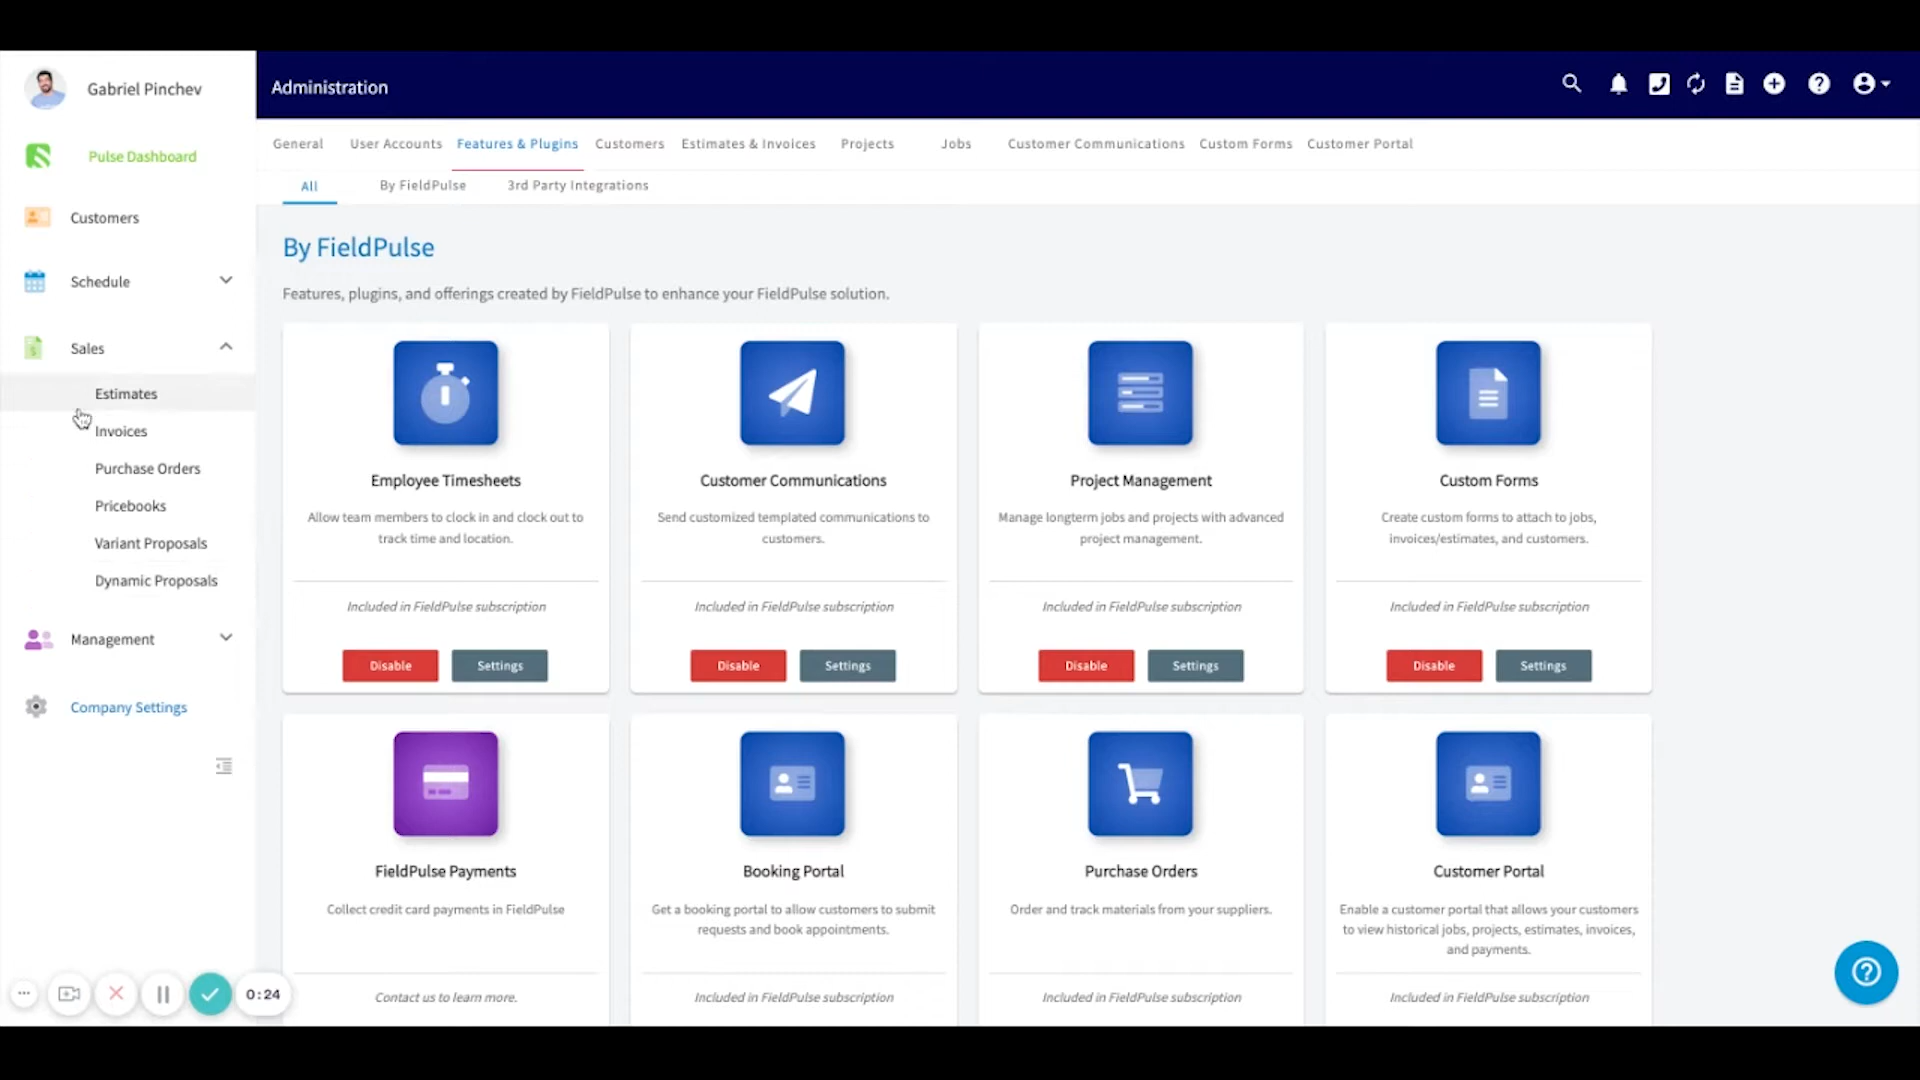 Gabriel Pinchev
Administration
Pulse Dashboard
Customers
Schedule
Sales
Estimates
Invoices
Purchase Orders
Pricebooks
Variant Proposals
Dynamic Proposals
Management
Company Settings
0:24
General User Accounts Features & Plugins Customers Estimates & Invoices Projects Jobs Customer Communications Custom Forms Customer Portal
All By FieldPulse 3rd Party Integrations
By FieldPulse
Features, plugins, and offerings created by FieldPulse to enhance your FieldPulse solution.
Employee Timesheets
Allow team members to clock in and clock out to
track time and location.
Included in FieldPulse subscription
Disable Settings
Customer Communications
Send customized templated communications to
customers.
Included in FieldPulse subscription
Disable Settings
Project Management
Manage longterm jobs and projects with advanced
project management.
Included in FieldPulse subscription
Disable Settings
Custom Forms
Create custom forms to attach to jobs,
invoices/estimates, and customers.
Included in FieldPulse subscription
Disable Settings
FieldPulse Payments
Collect credit card payments in FieldPulse
Contact us to learn more.
Booking Portal
Get a booking portal to allow customers to submit
requests and book appointments.
Included in FieldPulse subscription
Purchase Orders
Order and track materials from your suppliers.
Included in FieldPulse subscription
Customer Portal
Enable a customer portal that allows your customers
to view historical jobs, projects, estimates, invoices,
and payments.
Included in FieldPulse subscription